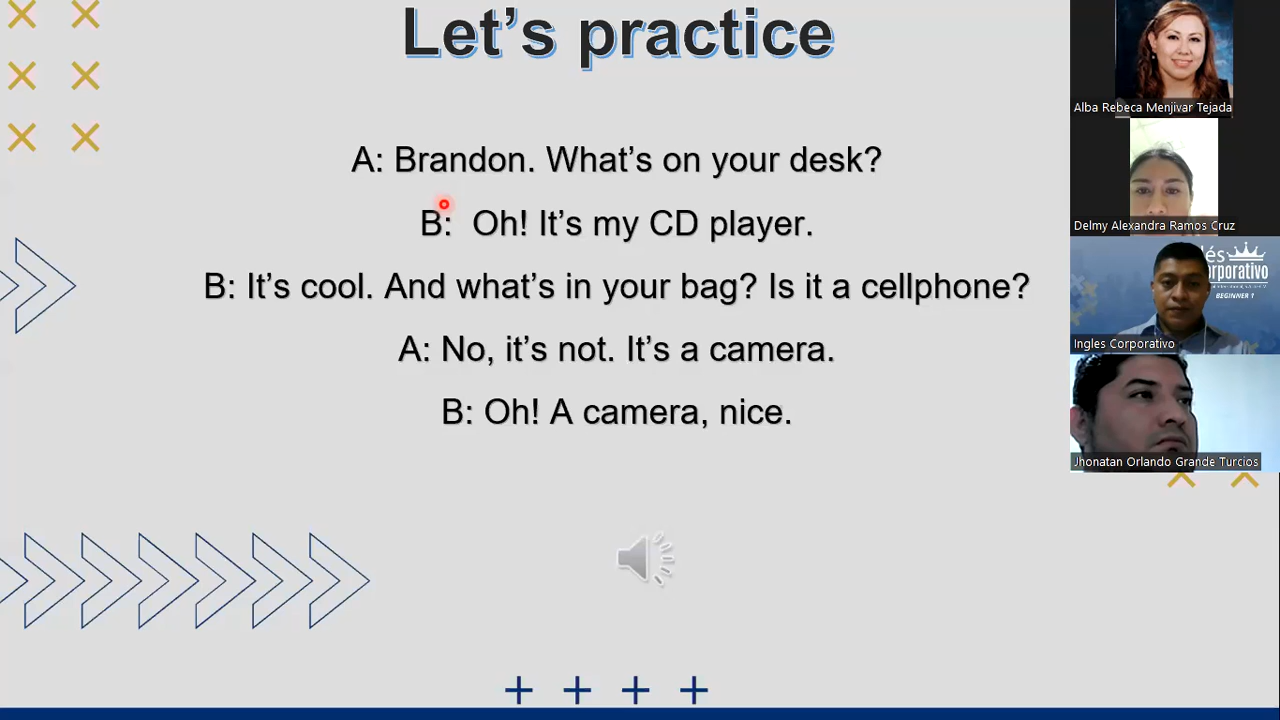 Let's practice
A: Brandon. What's on your desk?
B: Oh! It's my CD player.
B: It's cool. And what's in your bag? Is it a cellphone?
A: No, it's not. It's a camera.
B: Oh! A camera, nice.
Alba Rebeca Menjivar Tejada
Delmy Alexandra Ramos Cruz
BEGINNER 1
Ingles Corporativo
Jhonatan Orlando Grande Turcios